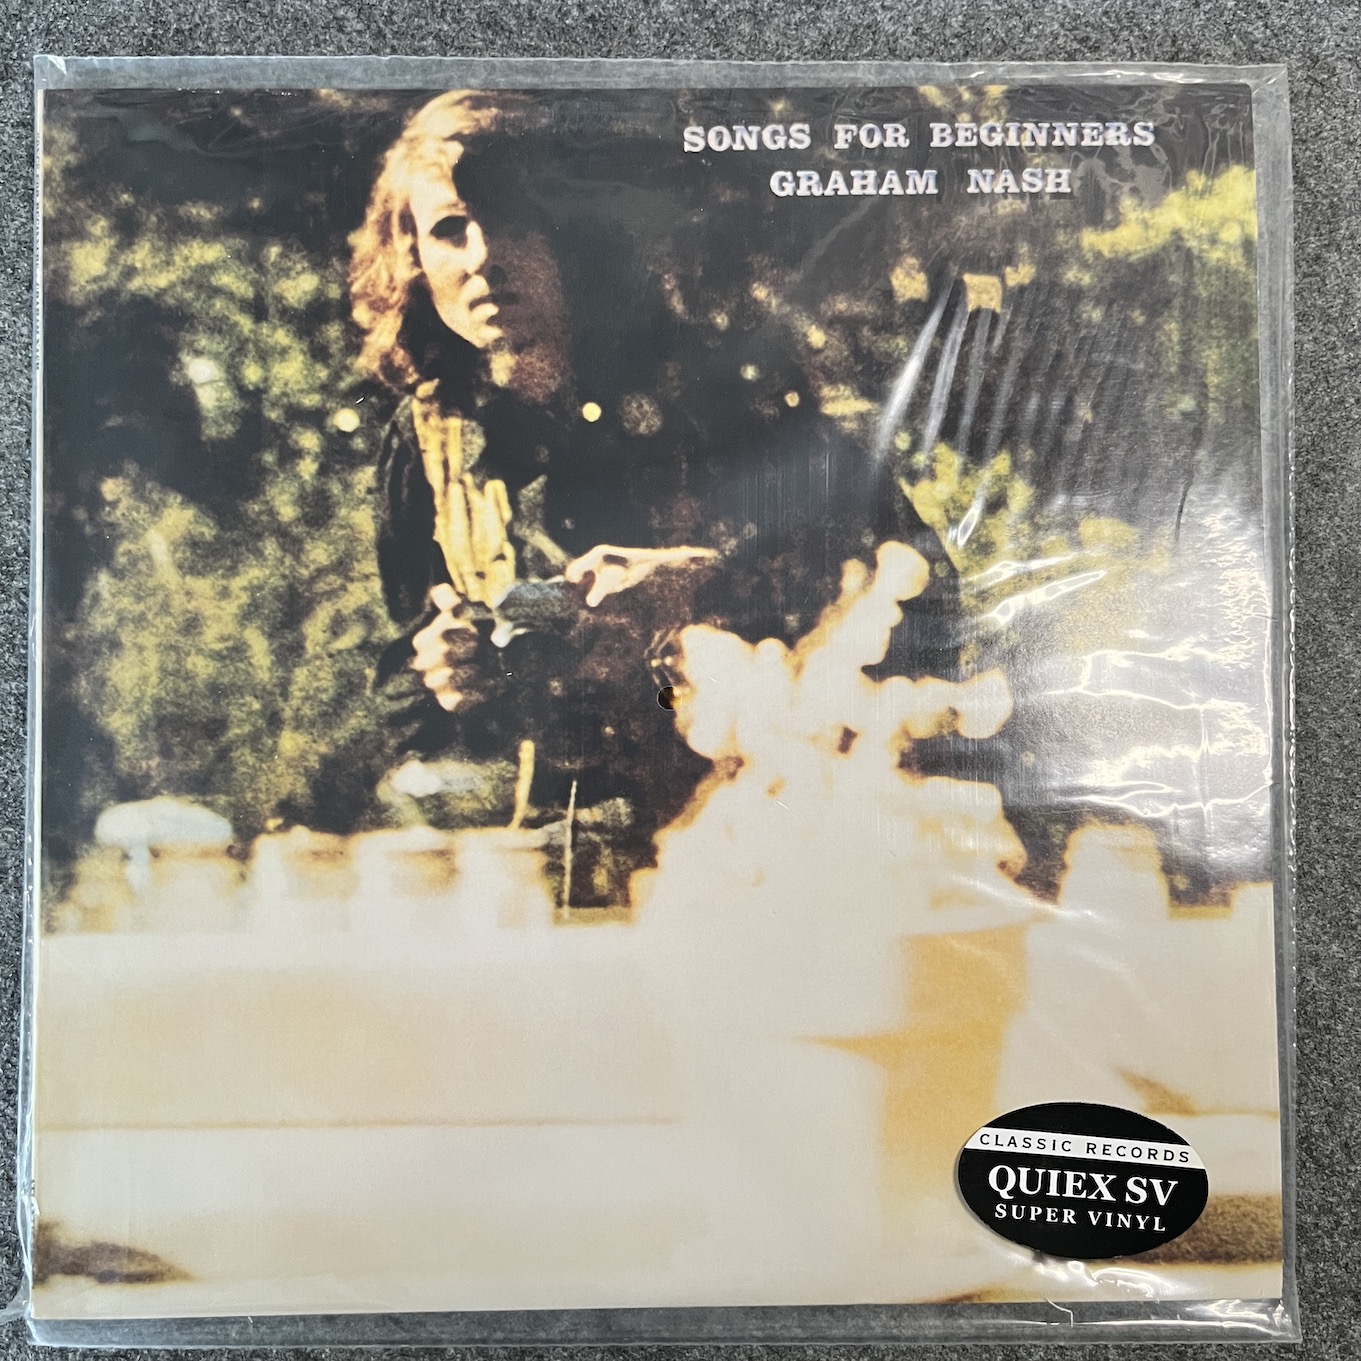 SONGS FOR BEGINNERS
GRAHAM NASH
CLASSIC RECORDS
QUIEX SV
SUPER VINYL